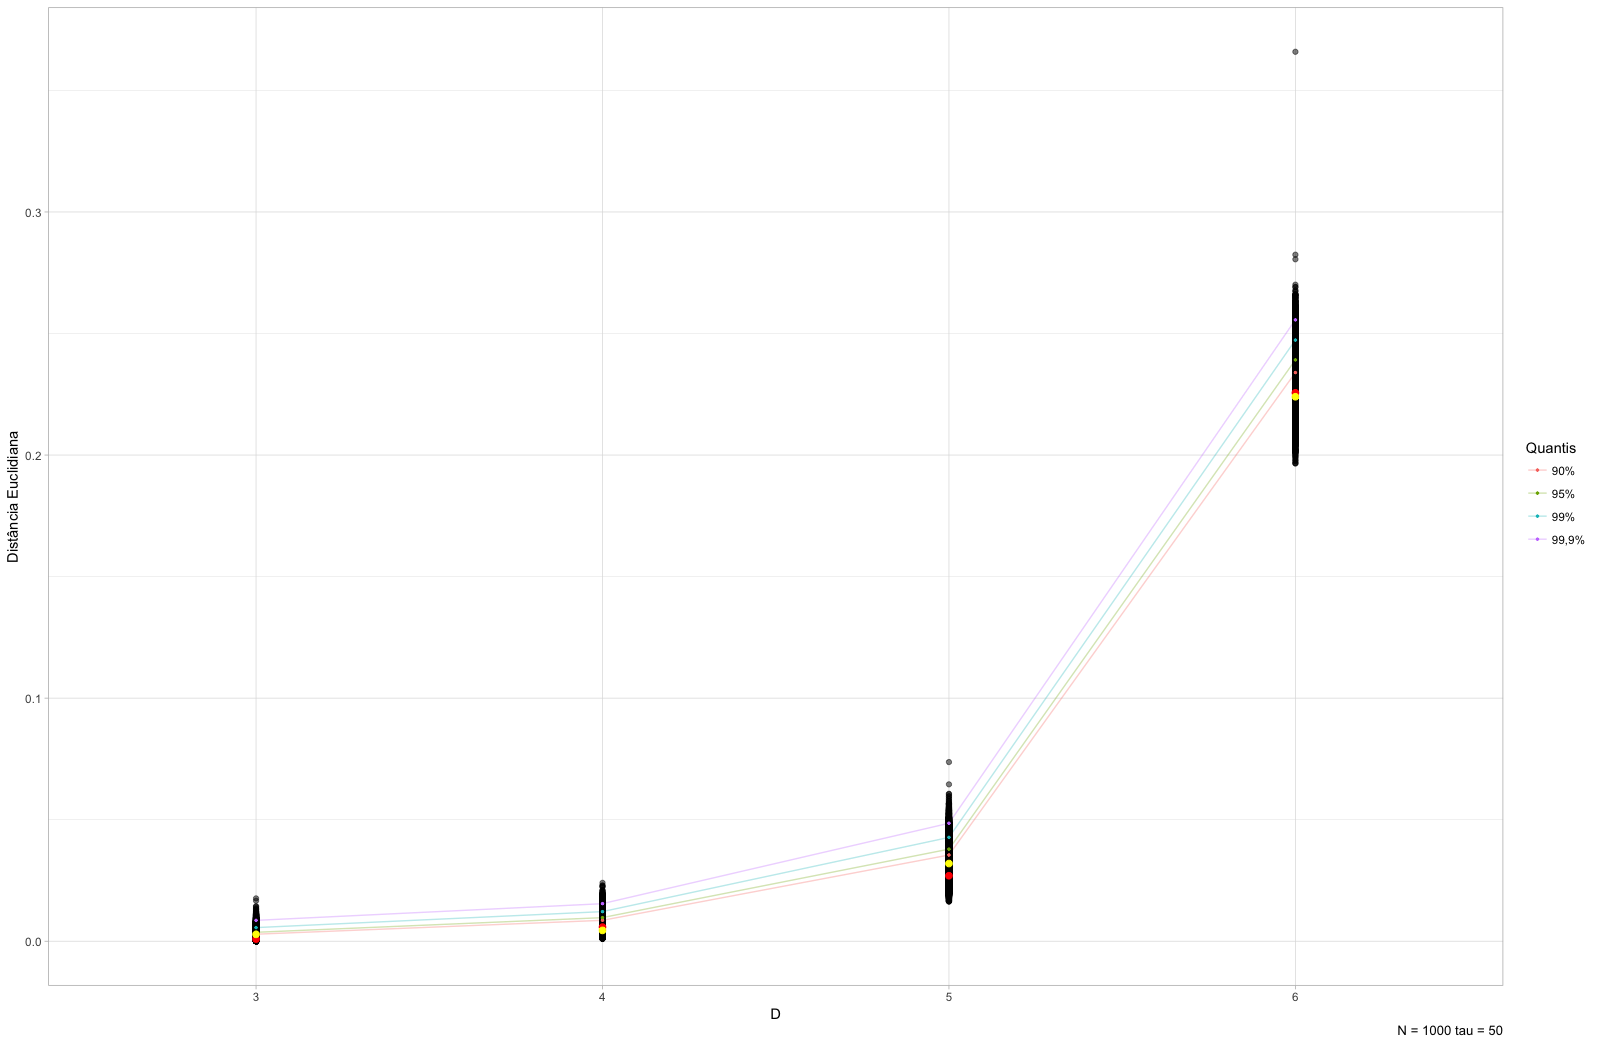 0.3
0.2
0.1
0.0
Distância Euclidiana
3 4 5 6
D
N = 1000 tau = 50
Quantis
90%
95%
99%
99,9%